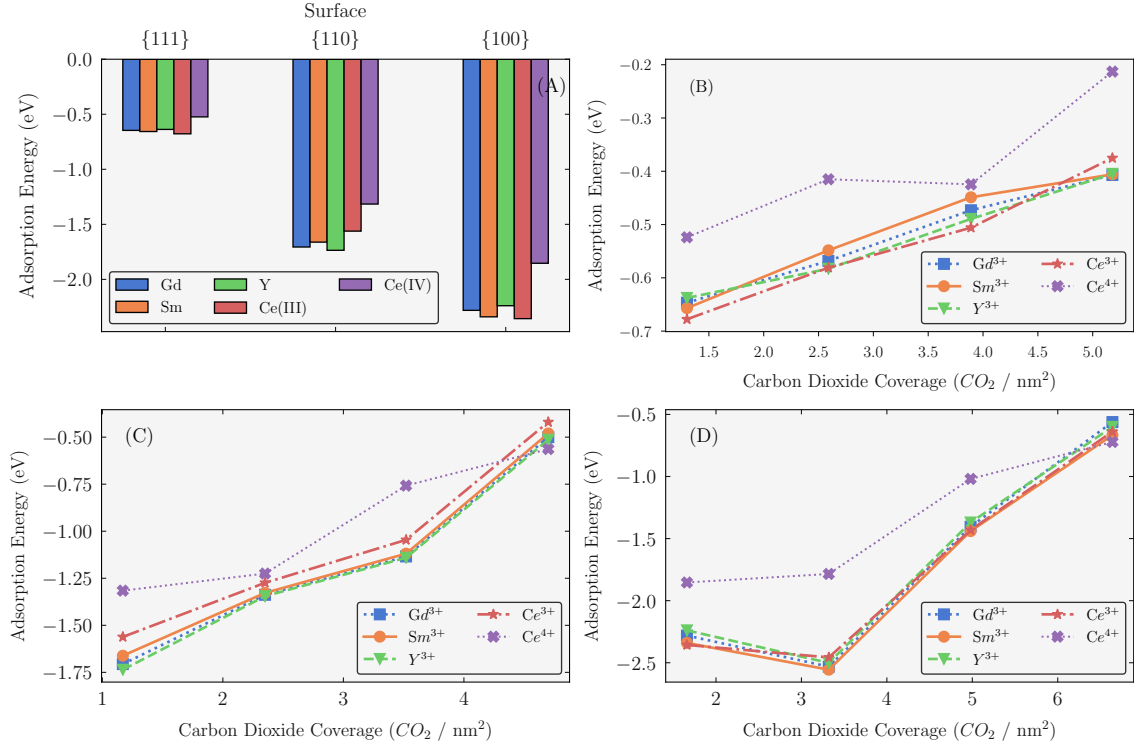 Surface
{111} {110} {100}
0.0
−0.5
−1.0
−1.5
−2.0
Adsorption Energy (eV)
(A)
Gd Y Ce(IV)
Sm Ce(III)
−0.2
−0.3
−0.4
−0.5
−0.6
−0.7
Adsorption Energy (eV)
(B)
Gd³⁺ Ce³⁺
Sm³⁺ Ce⁴⁺
Y³⁺
1.5 2.0 2.5 3.0 3.5 4.0 4.5 5.0
Carbon Dioxide Coverage (CO₂ / nm²)
−0.50
−0.75
−1.00
−1.25
−1.50
−1.75
Adsorption Energy (eV)
(C)
Gd³⁺ Ce³⁺
Sm³⁺ Ce⁴⁺
Y³⁺
1 2 3 4
Carbon Dioxide Coverage (CO₂ / nm²)
−0.5
−1.0
−1.5
−2.0
−2.5
Adsorption Energy (eV)
(D)
Gd³⁺ Ce³⁺
Sm³⁺ Ce⁴⁺
Y³⁺
2 3 4 5 6
Carbon Dioxide Coverage (CO₂ / nm²)